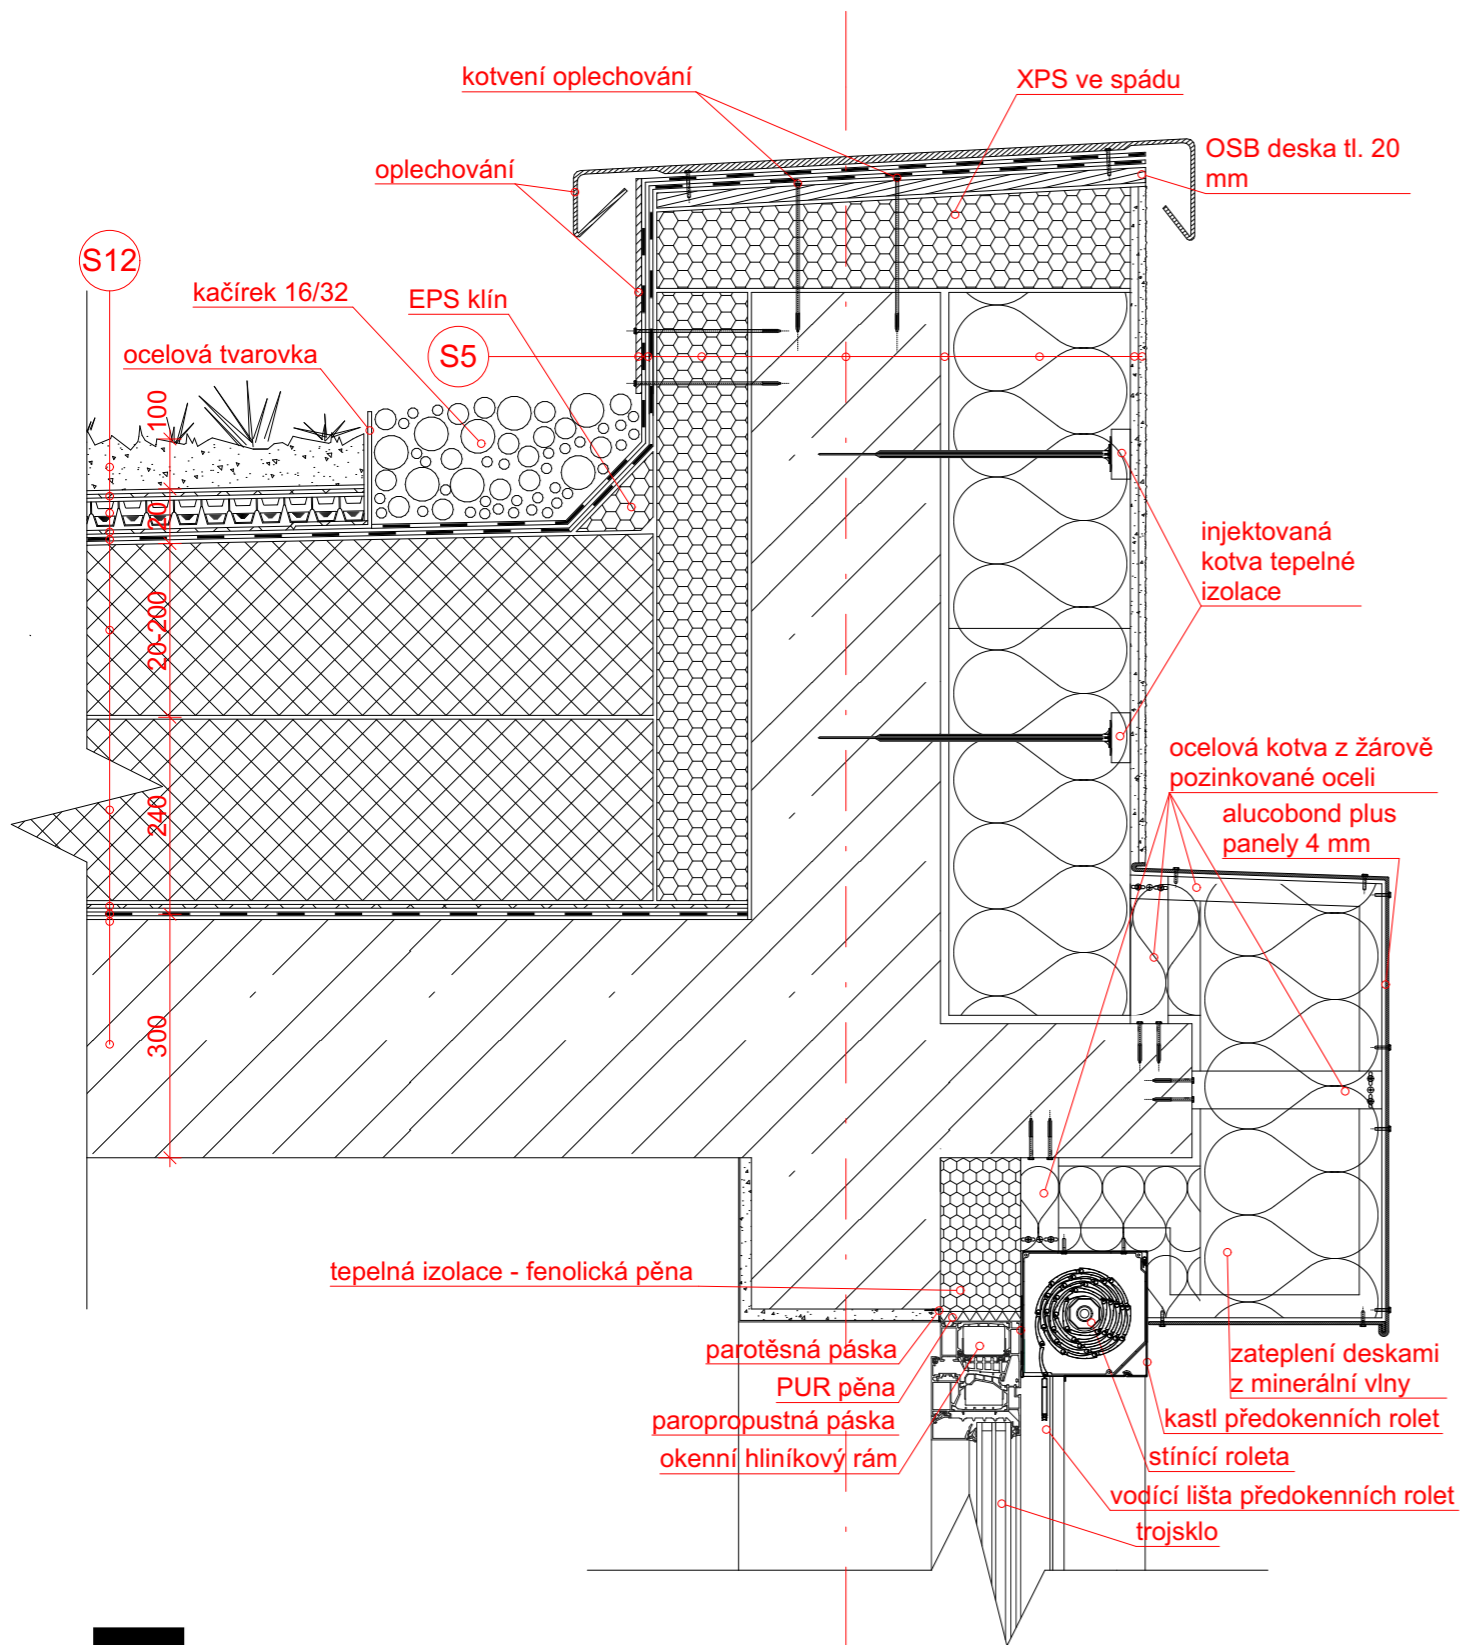 kotvení oplechování
XPS ve spádu
oplechování
OSB deska tl. 20
mm
S12
kačírek 16/32
EPS klín
S5
ocelová tvarovka
100
20
injektovaná
kotva tepelné
izolace
20-200
ocelová kotva z žárově
pozinkované oceli
240
alucobond plus
panely 4 mm
300
tepelná izolace - fenolická pěna
parotěsná páska
zateplení deskami
z minerální vlny
PUR pěna
paropropustná páska
kastl předokenních rolet
okenní hliníkový rám
stínící roleta
vodící lišta předokenních rolet
trojsklo